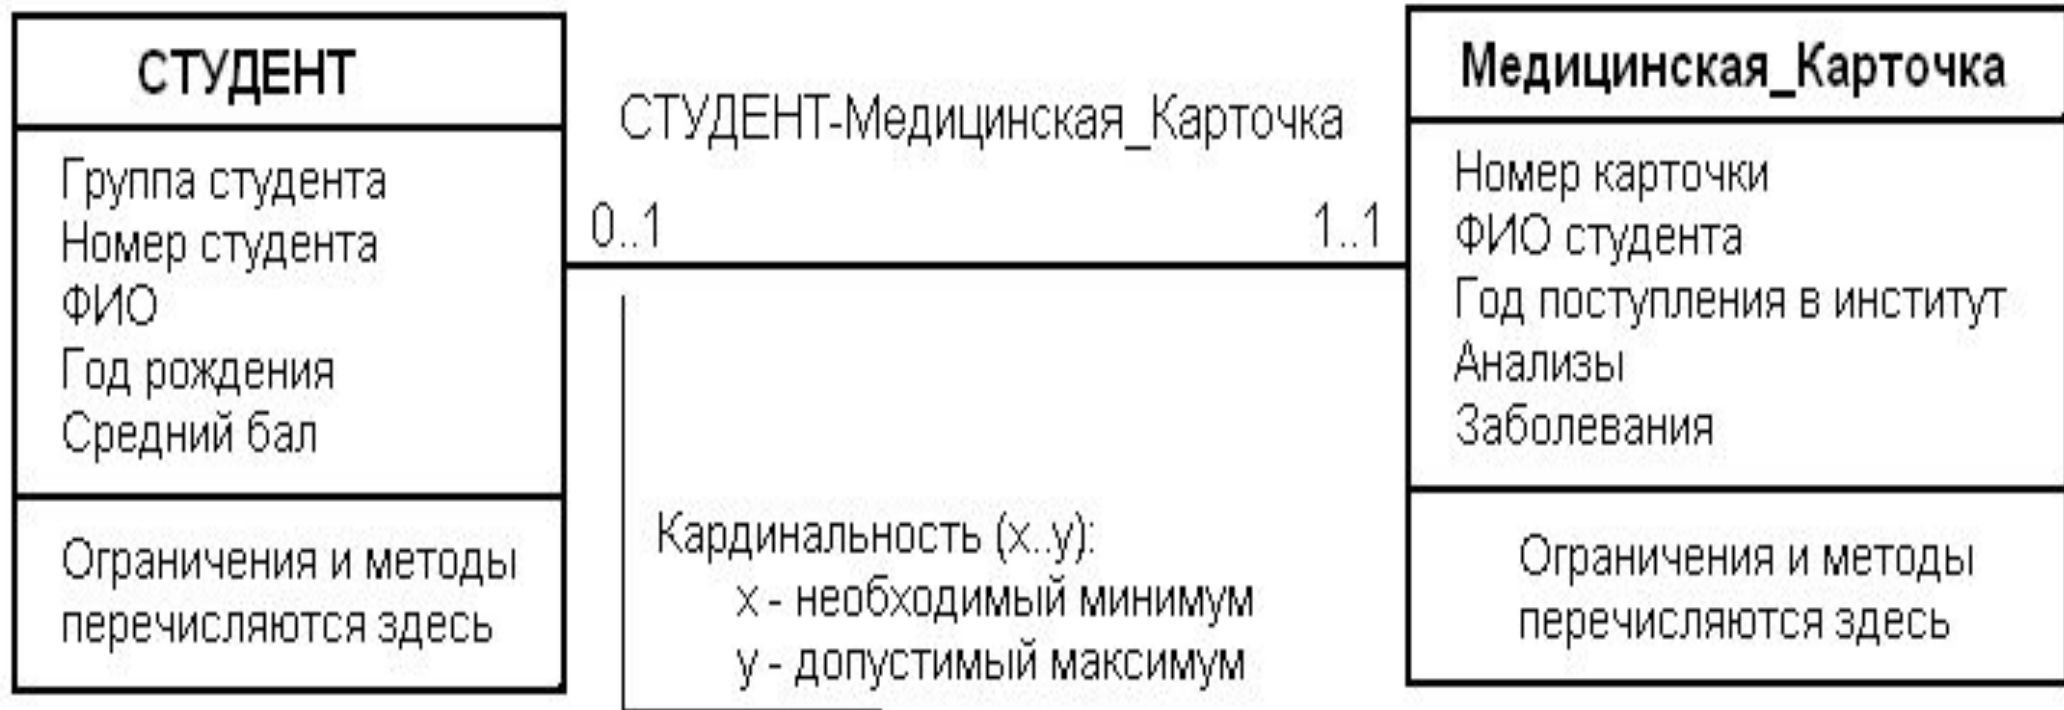 СТУДЕНТ
Группа студента
Номер студента
ФИО
Год рождения
Средний бал
Ограничения и методы
перечисляются здесь
СТУДЕНТ-Медицинская_Карточка
0..1
1..1
Кардинальность (x..y):
x - необходимый минимум
y - допустимый максимум
Медицинская_Карточка
Номер карточки
ФИО студента
Год поступления в институт
Анализы
Заболевания
Ограничения и методы
перечисляются здесь